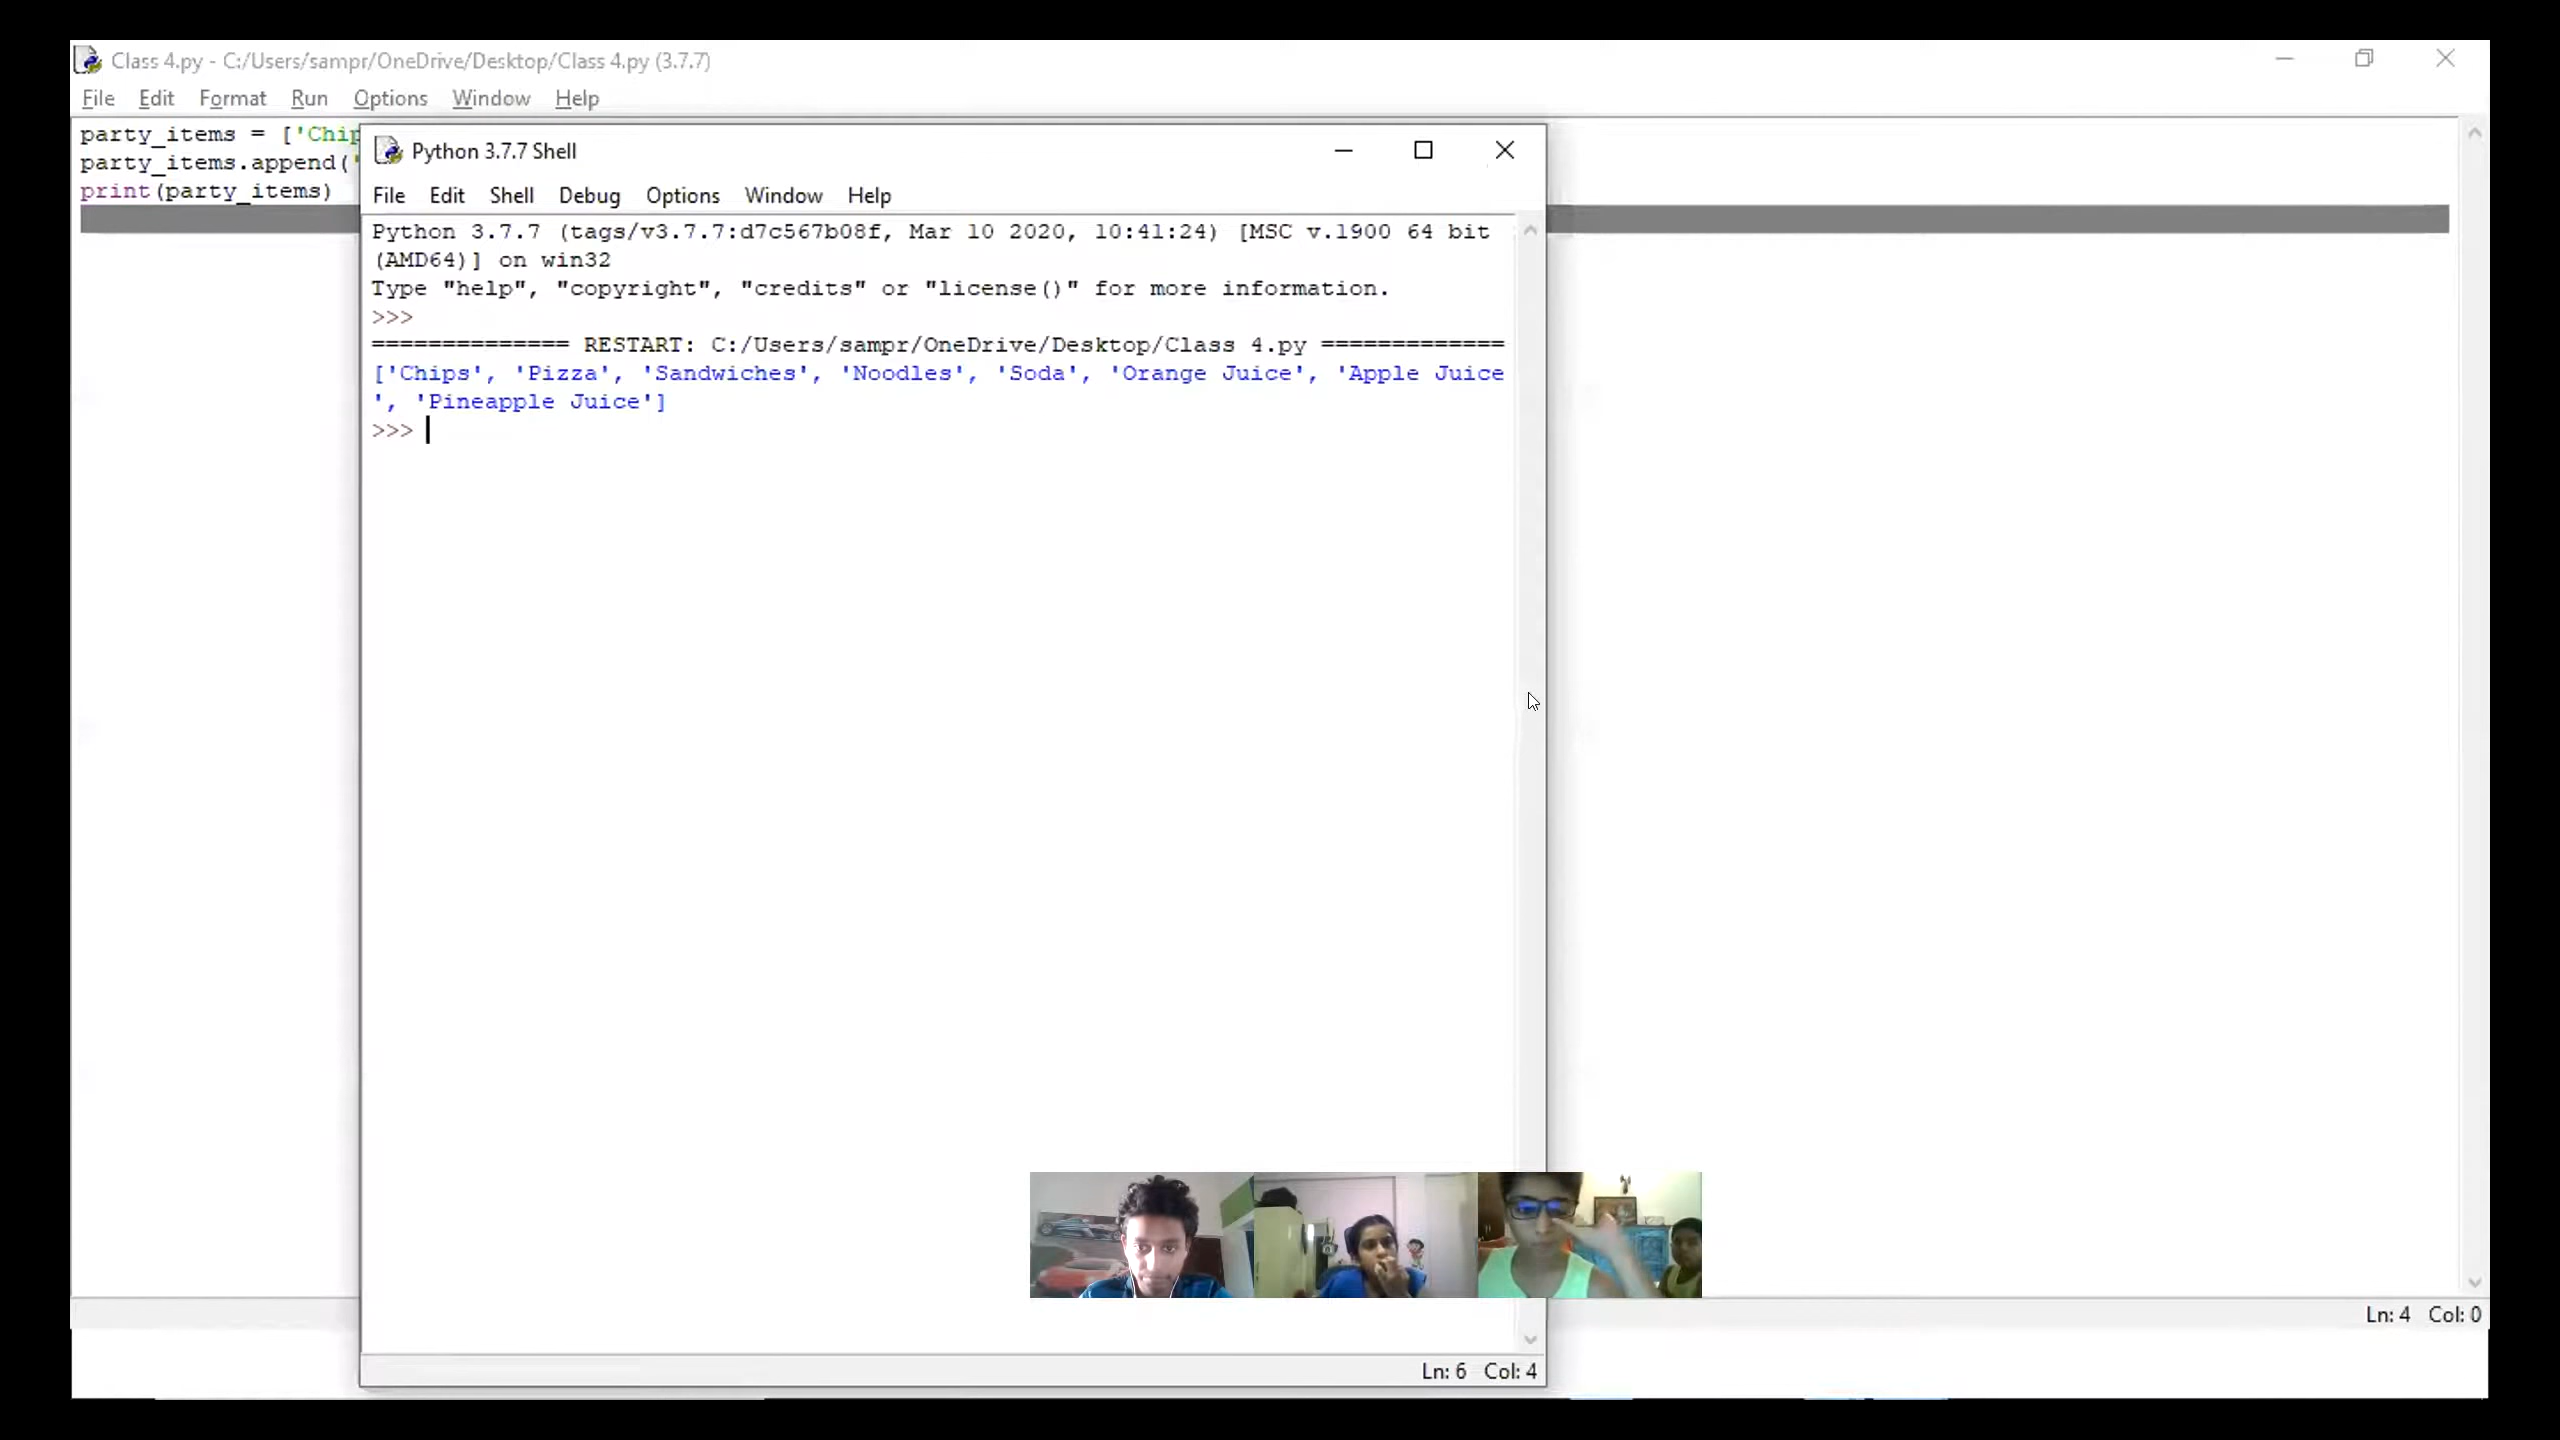 Class 4.py - C:/Users/sampr/OneDrive/Desktop/Class 4.py (3.7.7)
File Edit Format Run Options Window Help
party_items = ['Chip
party_items.append('
print(party_items)
Python 3.7.7 Shell
File Edit Shell Debug Options Window Help
Python 3.7.7 (tags/v3.7.7:d7c567b08f, Mar 10 2020, 10:41:24) [MSC v.1900 64 bit
(AMD64)] on win32
Type "help", "copyright", "credits" or "license()" for more information.
>>>
============== RESTART: C:/Users/sampr/OneDrive/Desktop/Class 4.py =============
['Chips', 'Pizza', 'Sandwiches', 'Noodles', 'Soda', 'Orange Juice', 'Apple Juice
', 'Pineapple Juice']
>>>
Ln: 4 Col: 0
Ln: 6 Col: 4